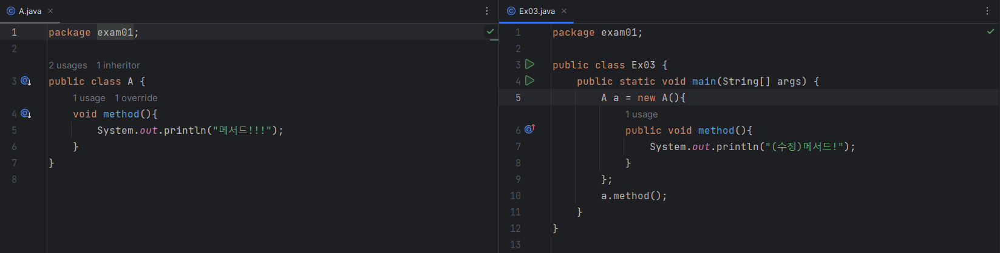 A.java
package exam01;
2 usages 1 inheritor
public class A {
1 usage 1 override
void method(){
System.out.println("메서드!!!");
}
}
1
2
3
4
5
6
7
8
Ex03.java
package exam01;
public class Ex03 {
public static void main(String[] args) {
A a = new A(){
1 usage
public void method(){
System.out.println("(수정)메서드!");
}
};
a.method();
}
}
1
2
3
4
5
6
7
8
9
10
11
12
13